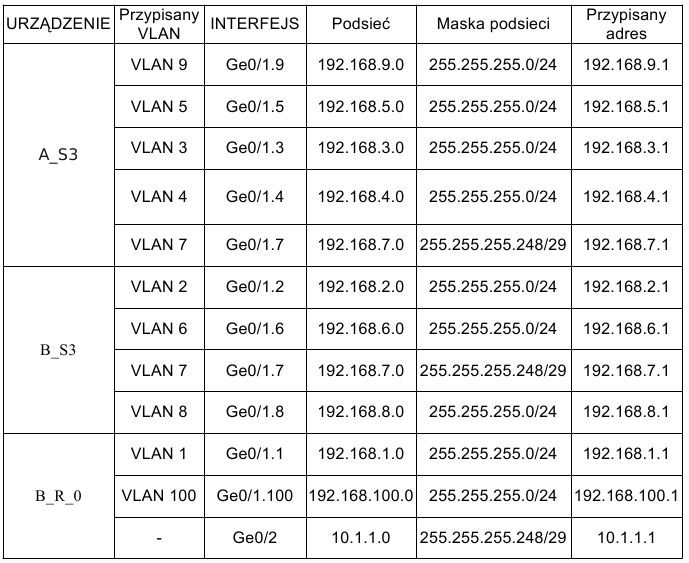 URZĄDZENIE Przypisany VLAN INTERFEJS Podsieć Maska podsieci Przypisany adres
A_S3 VLAN 9 Ge0/1.9 192.168.9.0 255.255.255.0/24 192.168.9.1
VLAN 5 Ge0/1.5 192.168.5.0 255.255.255.0/24 192.168.5.1
VLAN 3 Ge0/1.3 192.168.3.0 255.255.255.0/24 192.168.3.1
VLAN 4 Ge0/1.4 192.168.4.0 255.255.255.0/24 192.168.4.1
VLAN 7 Ge0/1.7 192.168.7.0 255.255.255.248/29 192.168.7.1
B_S3 VLAN 2 Ge0/1.2 192.168.2.0 255.255.255.0/24 192.168.2.1
VLAN 6 Ge0/1.6 192.168.6.0 255.255.255.0/24 192.168.6.1
VLAN 7 Ge0/1.7 192.168.7.0 255.255.255.248/29 192.168.7.1
VLAN 8 Ge0/1.8 192.168.8.0 255.255.255.0/24 192.168.8.1
B_R_0 VLAN 1 Ge0/1.1 192.168.1.0 255.255.255.0/24 192.168.1.1
VLAN 100 Ge0/1.100 192.168.100.0 255.255.255.0/24 192.168.100.1
- Ge0/2 10.1.1.0 255.255.255.248/29 10.1.1.1